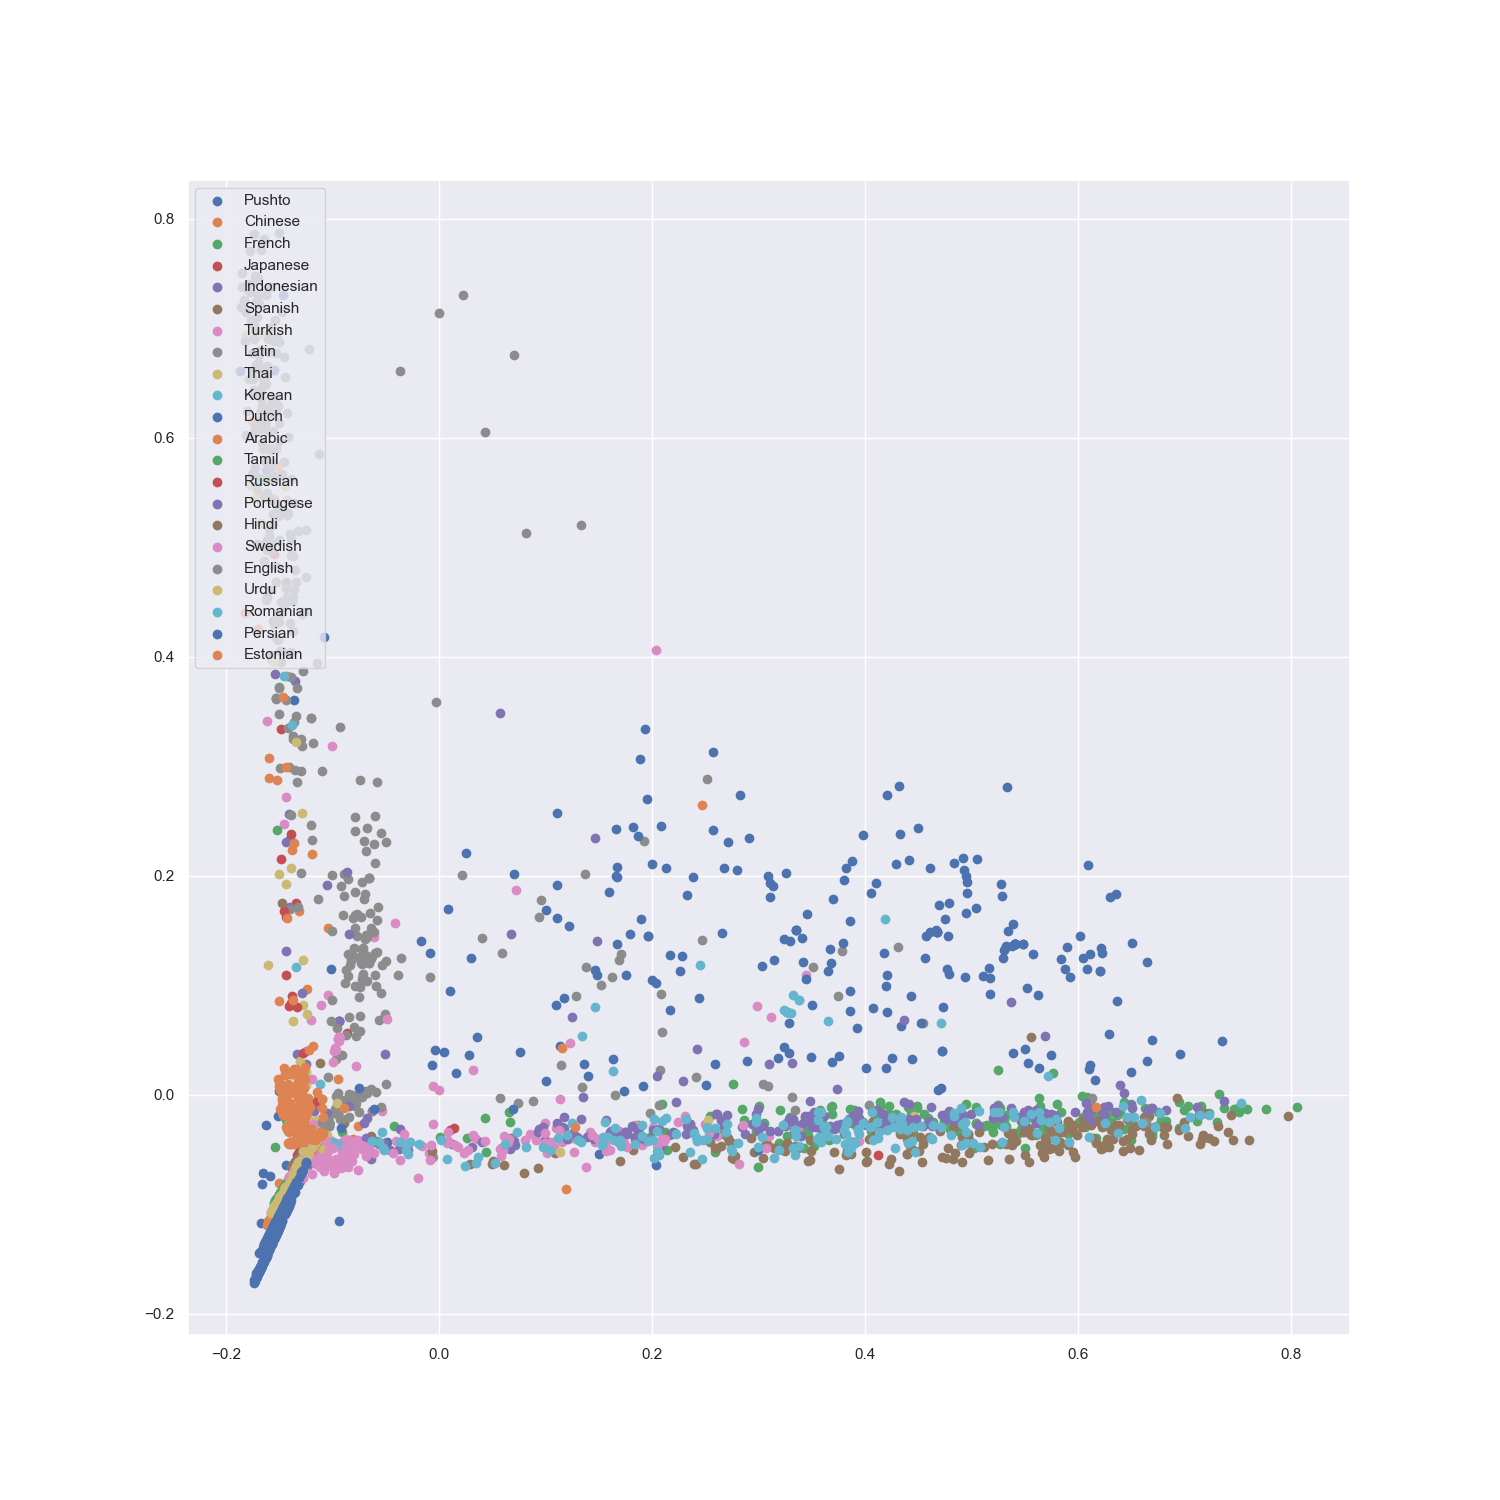 0.8
0.6
0.4
0.2
0.0
−0.2
Pushto
Chinese
French
Japanese
Indonesian
Spanish
Turkish
Latin
Thai
Korean
Dutch
Arabic
Tamil
Russian
Portugese
Hindi
Swedish
English
Urdu
Romanian
Persian
Estonian
−0.2
0.0
0.2
0.4
0.6
0.8